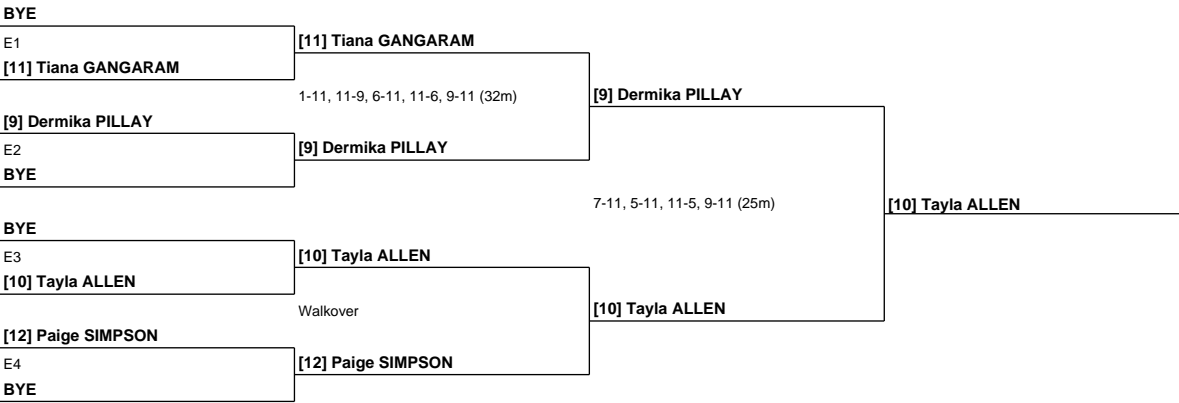 BYE
E1
[11] Tiana GANGARAM
[11] Tiana GANGARAM
1-11, 11-9, 6-11, 11-6, 9-11 (32m)
[9] Dermika PILLAY
[9] Dermika PILLAY
E2
[9] Dermika PILLAY
BYE
7-11, 5-11, 11-5, 9-11 (25m)
[10] Tayla ALLEN
BYE
E3
[10] Tayla ALLEN
[10] Tayla ALLEN
Walkover
[10] Tayla ALLEN
[12] Paige SIMPSON
E4
[12] Paige SIMPSON
BYE